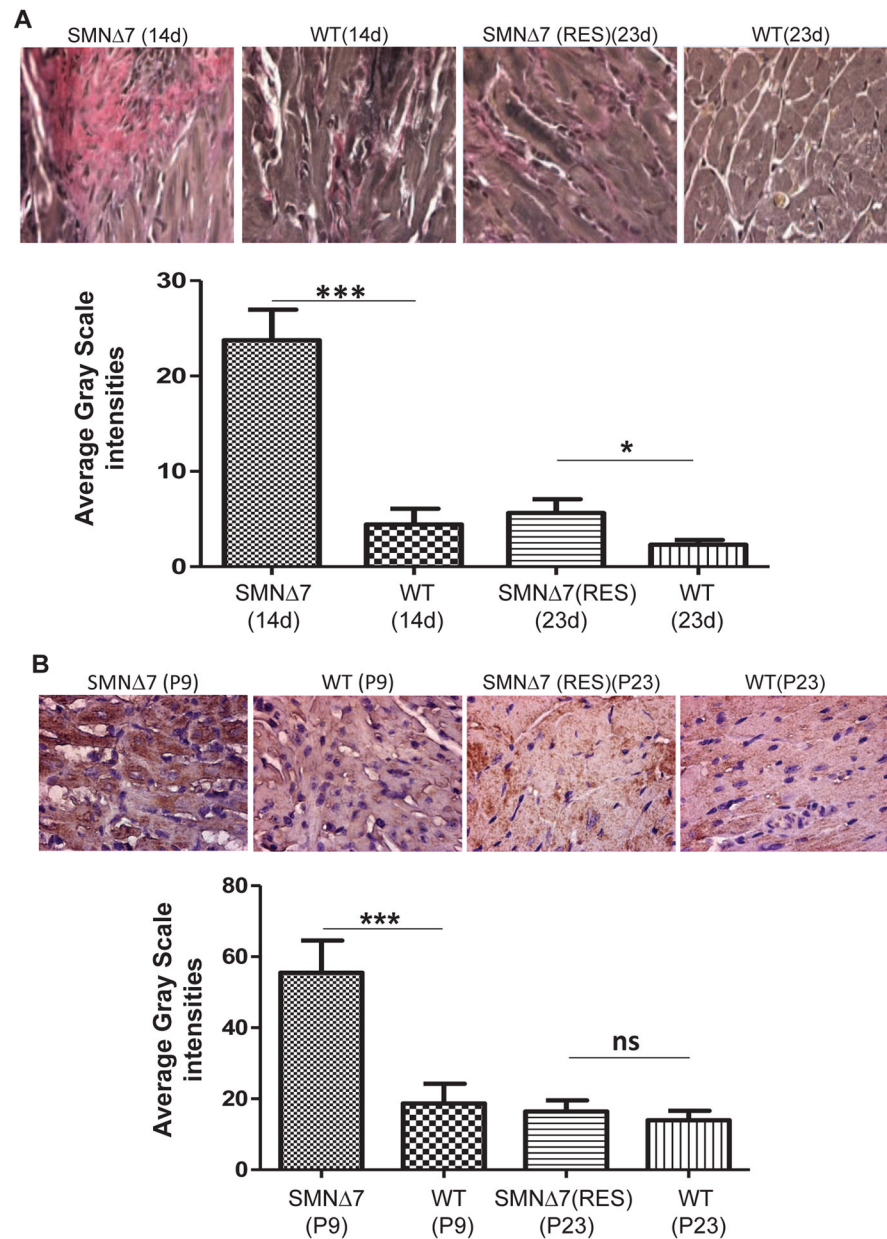 A
SMNΔ7 (14d) WT(14d) SMNΔ7 (RES)(23d) WT(23d)
30
20
10
0
Average Gray Scale
intensities
***
*
SMNΔ7 WT SMNΔ7(RES) WT
(14d) (14d) (23d) (23d)
B
SMNΔ7 (P9) WT (P9) SMNΔ7 (RES)(P23) WT(P23)
80
60
40
20
0
Average Gray Scale
intensities
***
ns
SMNΔ7 WT SMNΔ7(RES) WT
(P9) (P9) (P23) (P23)